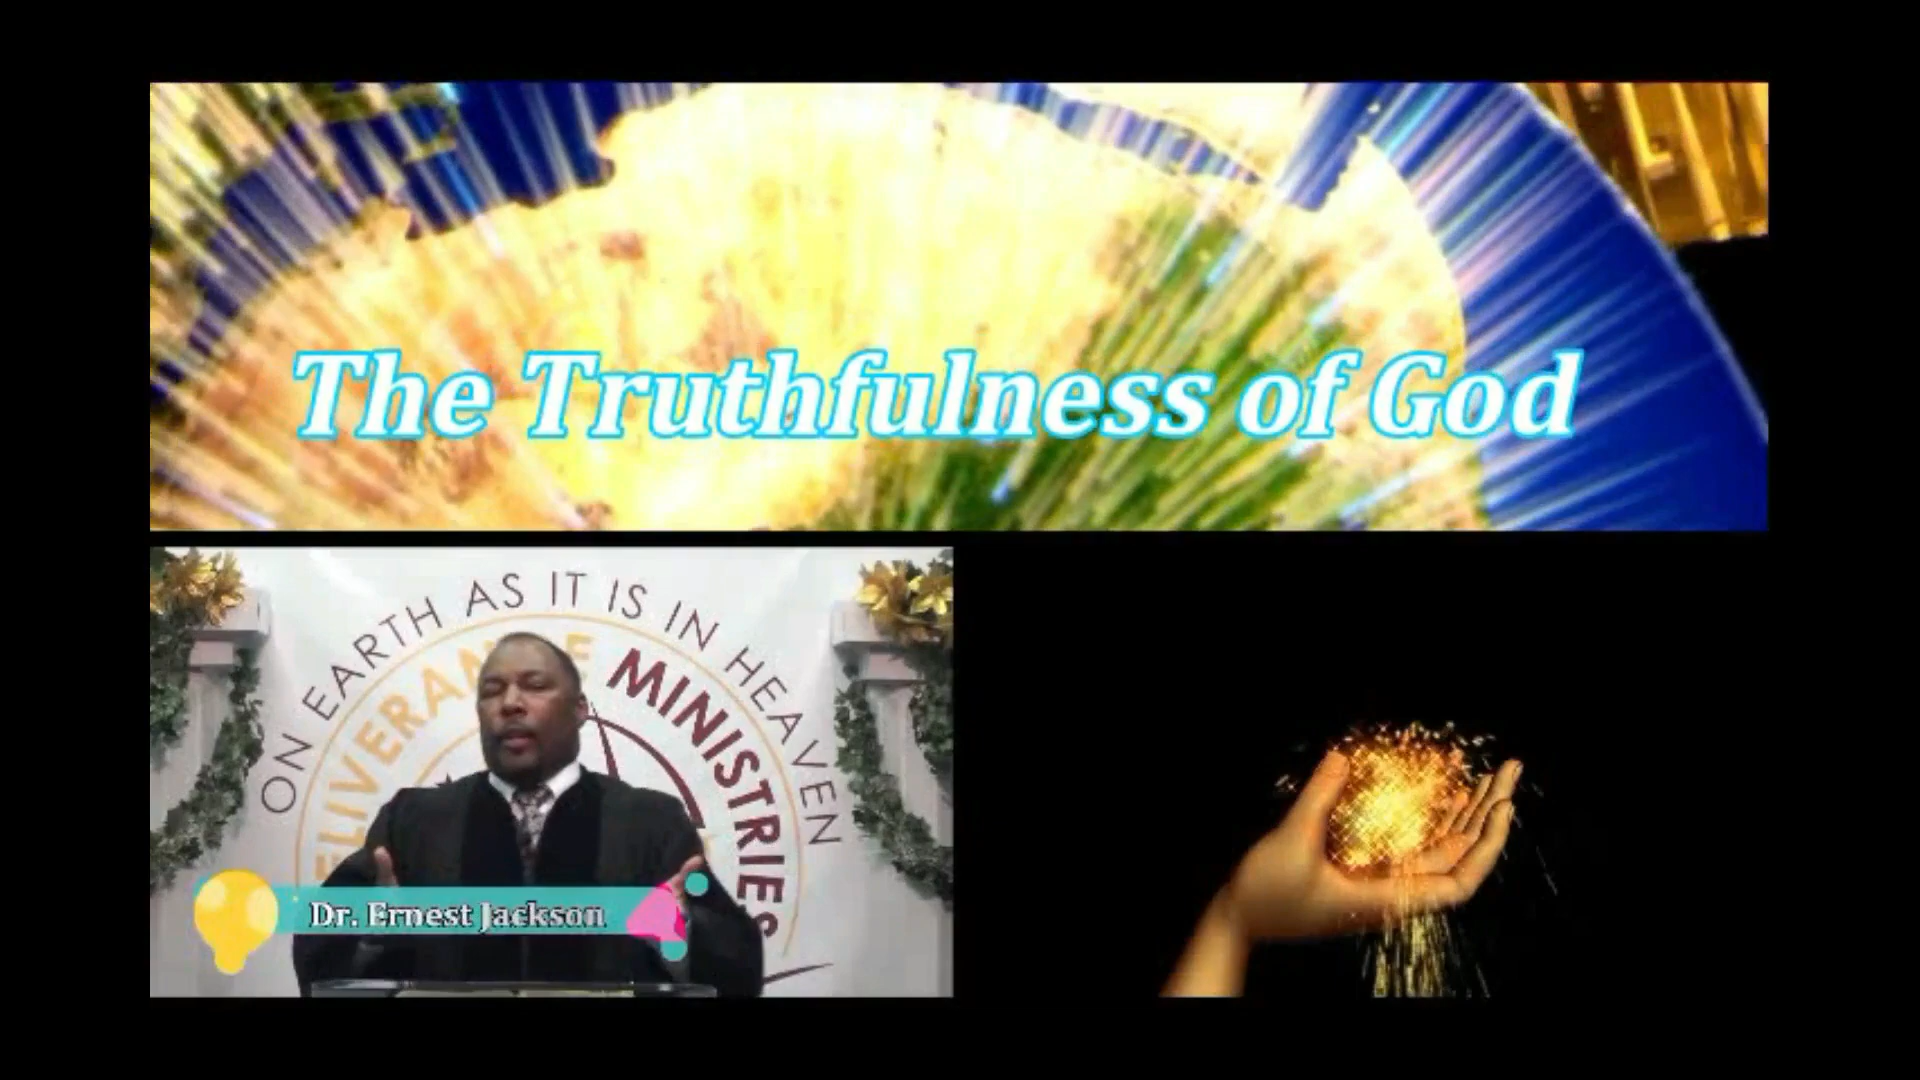 The Truthfulness of God
ON EARTH AS IT IS IN HEAVEN
MINISTRIES
Dr. Ernest Jackson